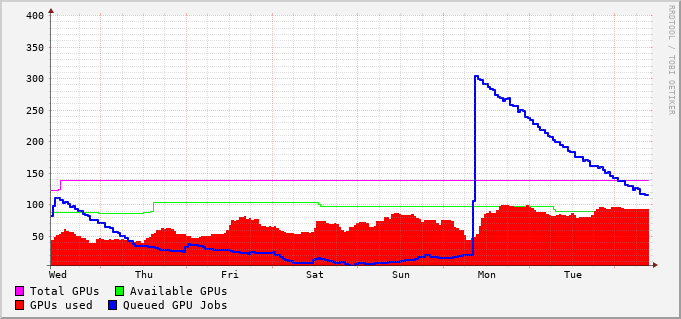 400
350
300
250
200
150
100
50
Wed Thu Fri Sat Sun Mon Tue
Total GPUs Available GPUs
GPUs used Queued GPU Jobs
RRDTOOL / TOBI OETIKER